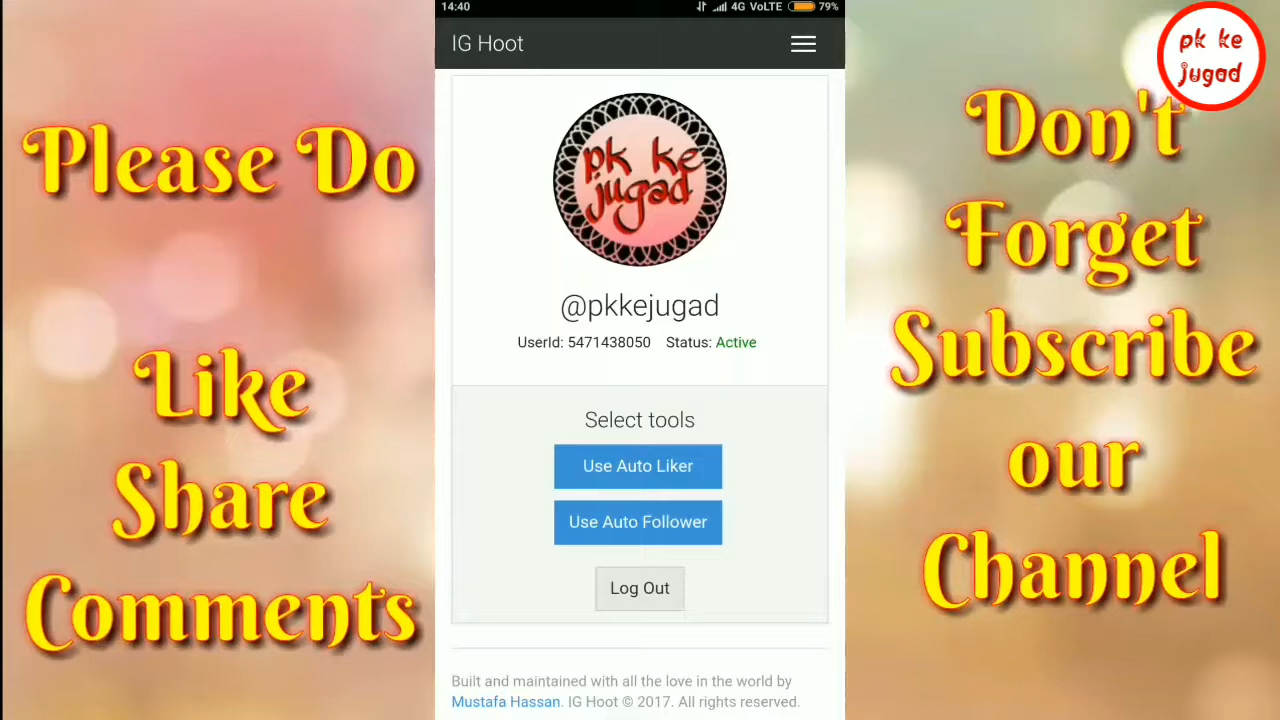 14:40
4G VoLTE 79%
IG Hoot
pk ke
jugad
@pkkejugad
UserId: 5471438050 Status: Active
Select tools
Use Auto Liker
Use Auto Follower
Log Out
Built and maintained with all the love in the world by
Mustafa Hassan. IG Hoot © 2017. All rights reserved.
Please Do
Like
Share
Comments
Don't
Forget
Subscribe
our
Channel
pk ke
jugad